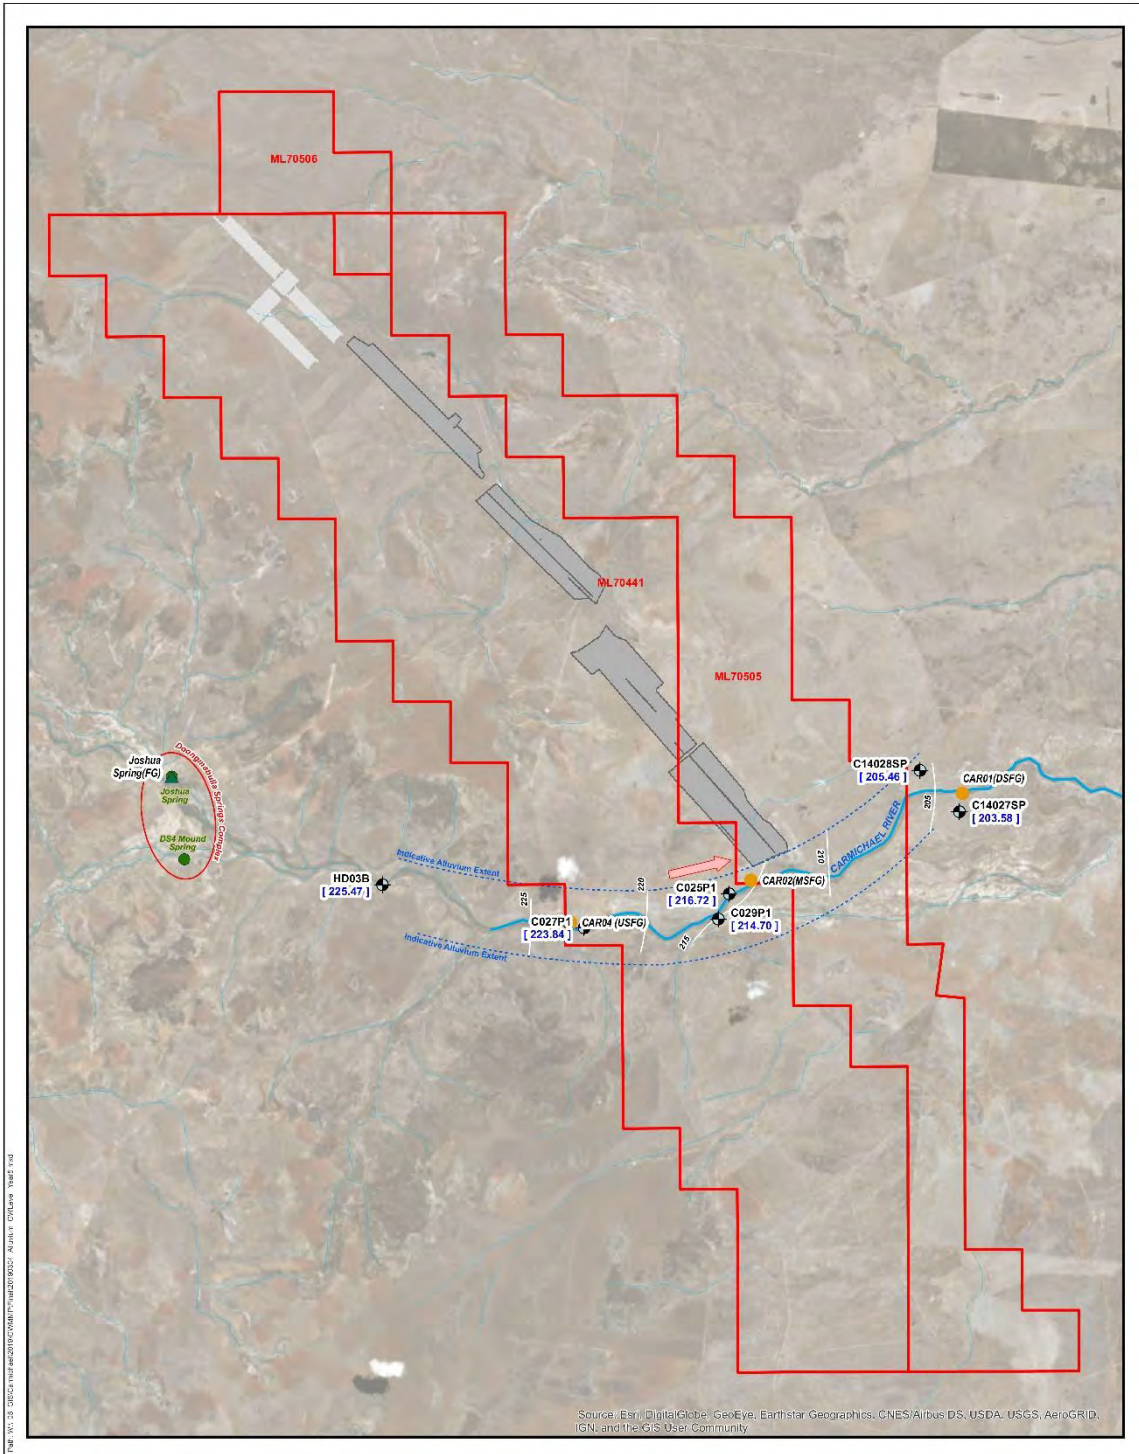 ML70506
ML70441
ML70505
Doongmabulla Springs Complex
Joshua
Spring(FG)
Joshua
Spring
DS4 Mound
Spring
HD03B
[ 225.47 ]
Indicative Alluvium Extent
Indicative Alluvium Extent
225
C027P1
[ 223.84 ]
CAR04 (USFG)
220
215
C025P1
[ 216.72 ]
C029P1
[ 214.70 ]
CAR02(MSFG)
210
CARMICHAEL RIVER
C14028SP
[ 205.46 ]
205
CAR01(DSFG)
C14027SP
[ 203.58 ]
Source: Esri, DigitalGlobe, GeoEye, Earthstar Geographics, CNES/Airbus DS, USDA, USGS, AeroGRID,
IGN, and the GIS User Community